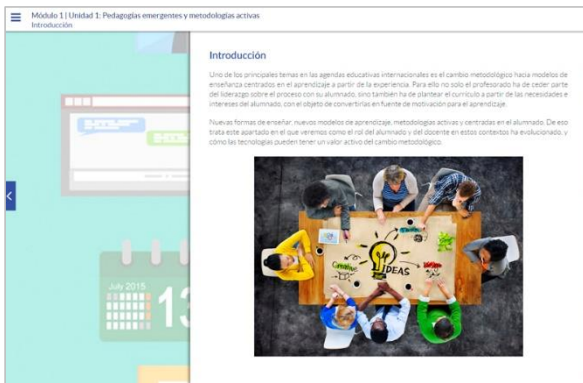 Módulo 1 | Unidad 1: Pedagogías emergentes y metodologías activas
Introducción
Introducción
Uno de los principales temas en las agendas educativas internacionales es el cambio metodológico hacia modelos de
enseñanza centrados en el aprendizaje a partir de la experiencia. Para ello no solo el profesorado ha de ceder parte
del liderazgo sobre el proceso con su alumnado, sino también ha de plantear el currículo a partir de las necesidades e
intereses del alumnado, con el objeto de convertirlas en fuente de motivación para el aprendizaje.
Nuevas formas de enseñar, nuevos modelos de aprendizaje, metodologías activas y centradas en el alumnado. De eso
trata este apartado en el que veremos como el rol del alumnado y del docente en estos contextos ha evolucionado, y
cómo las tecnologías pueden tener un valor activo del cambio metodológico.
July 2015
13
Creative
IDEAS